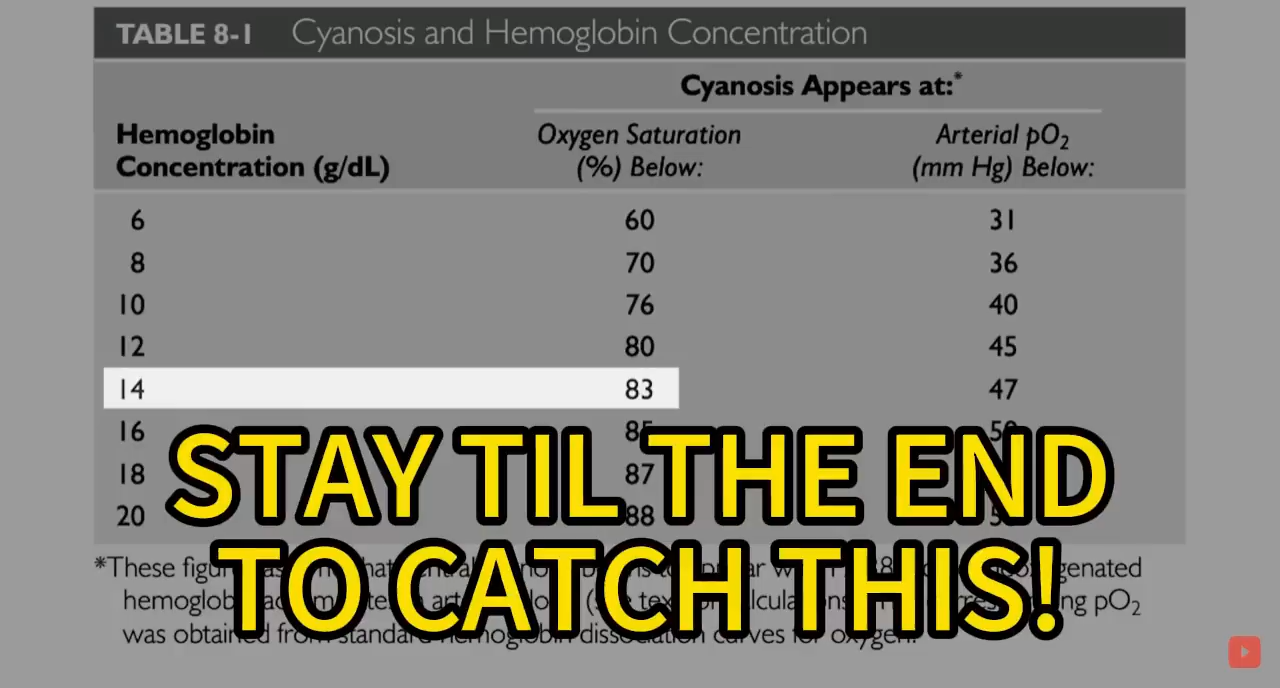 TABLE 8-1 Cyanosis and Hemoglobin Concentration
Cyanosis Appears at:*
Hemoglobin Concentration (g/dL) Oxygen Saturation (%) Below: Arterial pO₂ (mm Hg) Below:
6 60 31
8 70 36
10 76 40
12 80 45
14 83 47
16
18 87
20 88
STAY TIL THE END
TO CATCH THIS!
*These
hemoglob pO₂
was obtained from standard hemoglobin dissociation curves for oxygen.